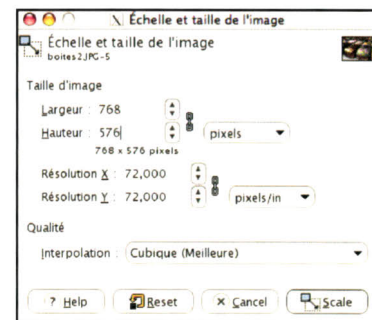 Échelle et taille de l'image
Échelle et taille de l'image
boites2.JPG-5
Taille d'image
Largeur : 768
Hauteur : 576 pixels
768 x 576 pixels
Résolution X : 72,000
Résolution Y : 72,000 pixels/in
Qualité
Interpolation : Cubique (Meilleure)
? Help Reset × Cancel Scale